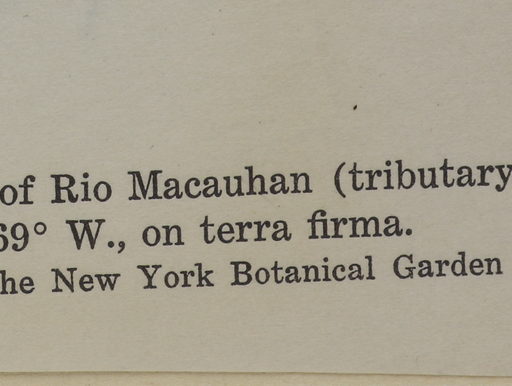 of Rio Macauhan (tributary
69° W., on terra firma.
he New York Botanical Garden